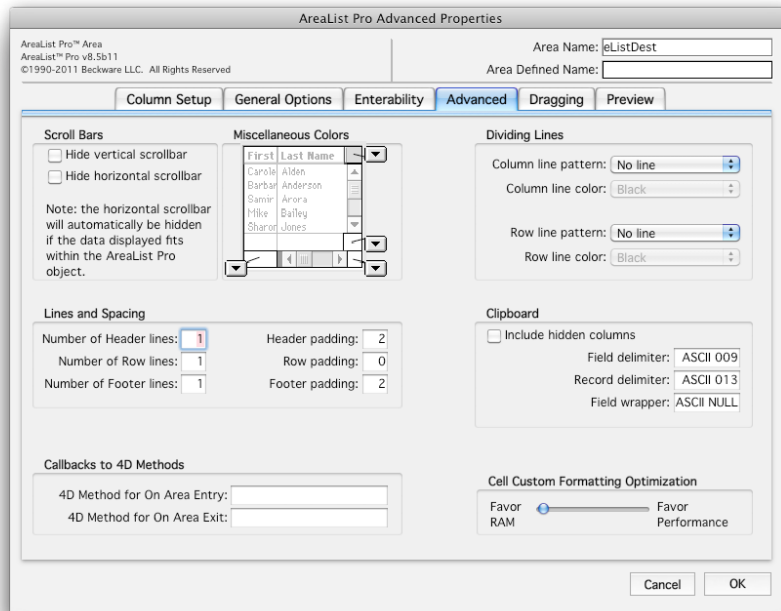 AreaList Pro Advanced Properties
AreaList Pro™ Area
AreaList™ Pro v8.5b11
©1990-2011 Beckware LLC. All Rights Reserved
Area Name: eListDest
Area Defined Name:
Column Setup General Options Enterability Advanced Dragging Preview
Scroll Bars
Hide vertical scrollbar
Hide horizontal scrollbar
Note: the horizontal scrollbar
will automatically be hidden
if the data displayed fits
within the AreaList Pro
object.
Miscellaneous Colors
First Last Name
Carole Alden
Barbar Anderson
Samir Arora
Mike Bailey
Sharon Jones
Dividing Lines
Column line pattern: No line
Column line color: Black
Row line pattern: No line
Row line color: Black
Lines and Spacing
Number of Header lines: 1 Header padding: 2
Number of Row lines: 1 Row padding: 0
Number of Footer lines: 1 Footer padding: 2
Clipboard
Include hidden columns
Field delimiter: ASCII 009
Record delimiter: ASCII 013
Field wrapper: ASCII NULL
Callbacks to 4D Methods
4D Method for On Area Entry:
4D Method for On Area Exit:
Cell Custom Formatting Optimization
Favor RAM
Favor Performance
Cancel OK